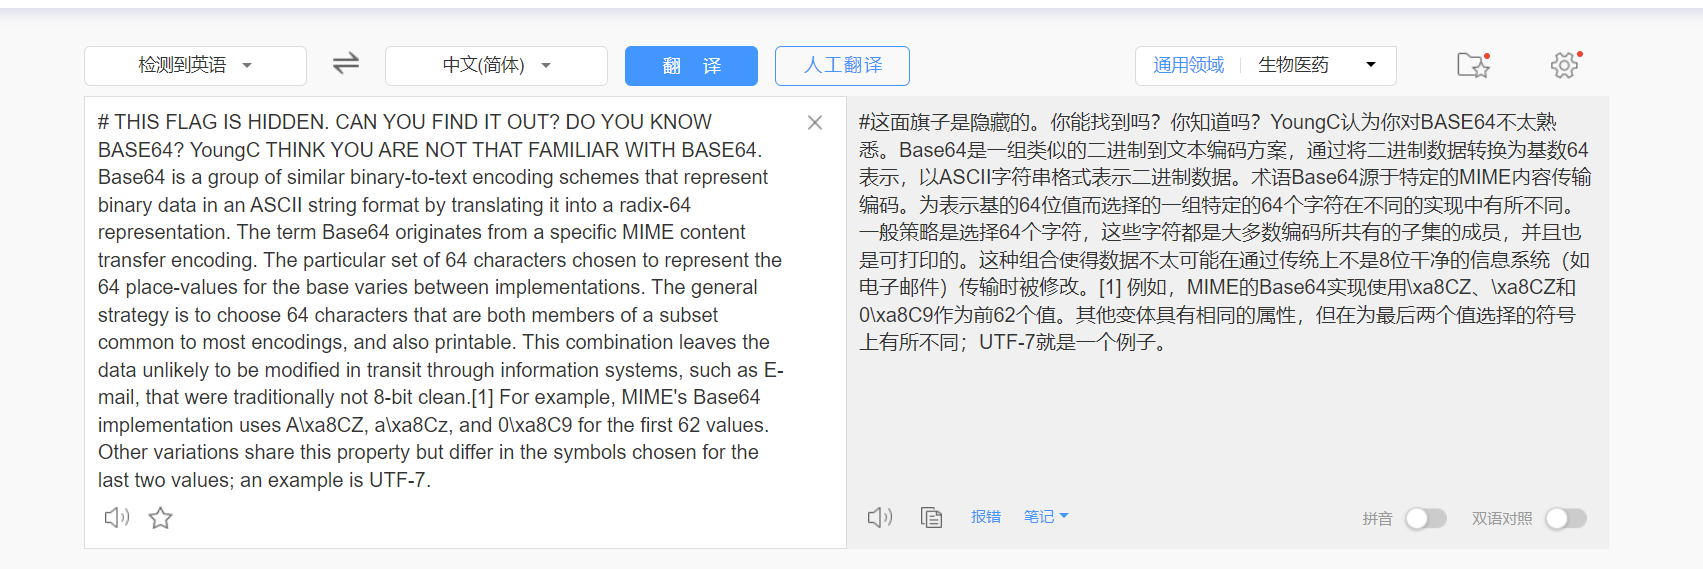 检测到英语
中文(简体)
翻 译
人工翻译
通用领域
生物医药
# THIS FLAG IS HIDDEN. CAN YOU FIND IT OUT? DO YOU KNOW
BASE64? YoungC THINK YOU ARE NOT THAT FAMILIAR WITH BASE64.
Base64 is a group of similar binary-to-text encoding schemes that represent
binary data in an ASCII string format by translating it into a radix-64
representation. The term Base64 originates from a specific MIME content
transfer encoding. The particular set of 64 characters chosen to represent the
64 place-values for the base varies between implementations. The general
strategy is to choose 64 characters that are both members of a subset
common to most encodings, and also printable. This combination leaves the
data unlikely to be modified in transit through information systems, such as E-
mail, that were traditionally not 8-bit clean.[1] For example, MIME's Base64
implementation uses A\xa8CZ, a\xa8Cz, and 0\xa8C9 for the first 62 values.
Other variations share this property but differ in the symbols chosen for the
last two values; an example is UTF-7.
#这面旗子是隐藏的。你能找到吗？你知道吗？YoungC认为你对BASE64不太熟
悉。Base64是一组类似的二进制到文本编码方案，通过将二进制数据转换为基数64
表示，以ASCII字符串格式表示二进制数据。术语Base64源于特定的MIME内容传输
编码。为表示基的64位值而选择的一组特定的64个字符在不同的实现中有所不同。
一般策略是选择64个字符，这些字符都是大多数编码所共有的子集的成员，并且也
是可打印的。这种组合使得数据不太可能在通过传统上不是8位干净的信息系统（如
电子邮件）传输时被修改。[1] 例如，MIME的Base64实现使用\xa8CZ、\xa8CZ和
0\xa8C9作为前62个值。其他变体具有相同的属性，但在为最后两个值选择的符号
上有所不同；UTF-7就是一个例子。
报错
笔记
拼音
双语对照